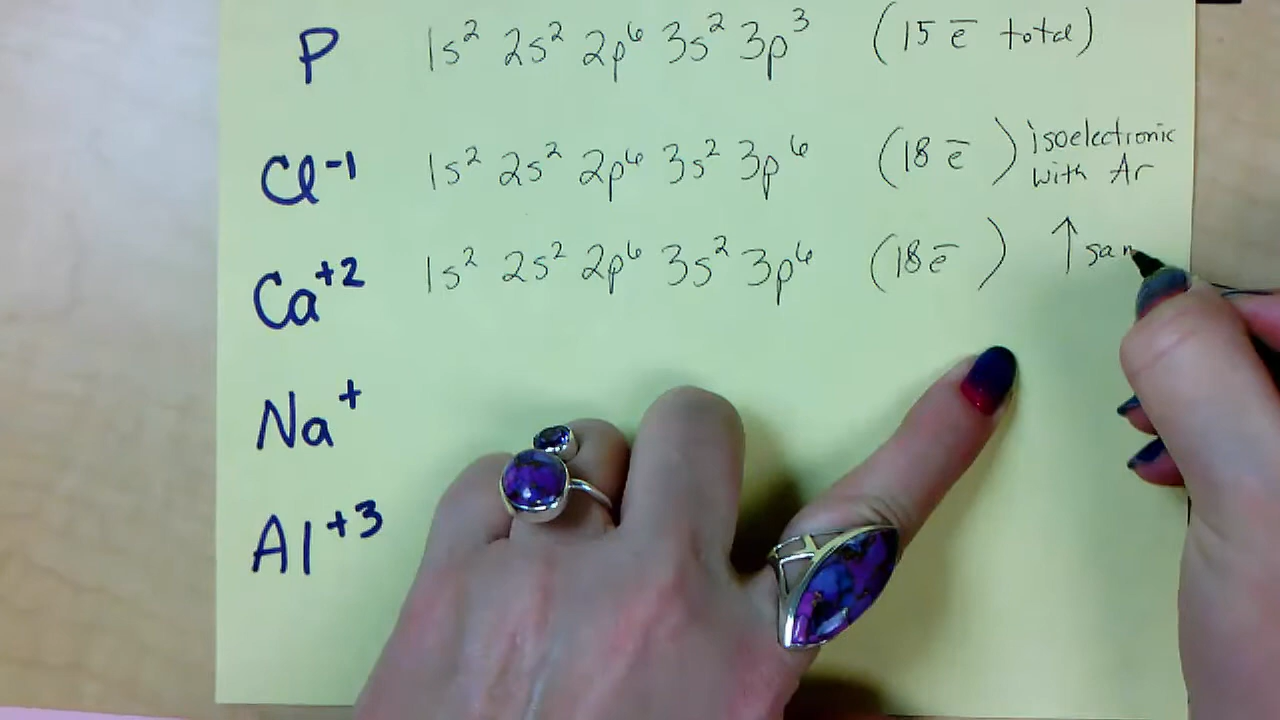 P 1s² 2s² 2p⁶ 3s² 3p³ (15 e⁻ total)
Cl⁻¹ 1s² 2s² 2p⁶ 3s² 3p⁶ (18 e⁻) isoelectronic
with Ar
Ca⁺² 1s² 2s² 2p⁶ 3s² 3p⁶ (18 e⁻) ↑
Na⁺
Al⁺³